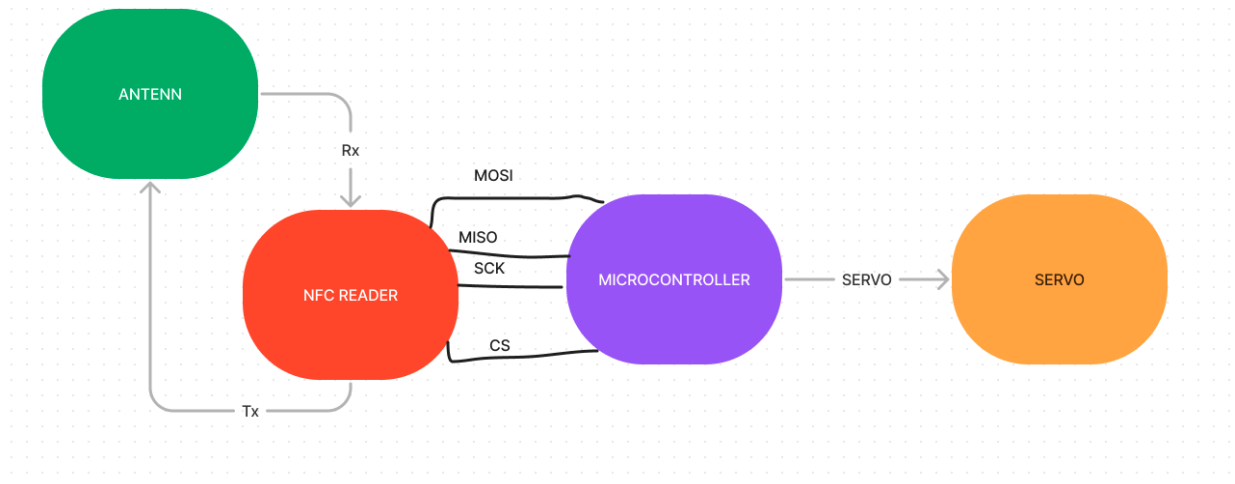 ANTENN
Rx
MOSI
MISO
SCK
NFC READER
MICROCONTROLLER
SERVO
SERVO
CS
Tx